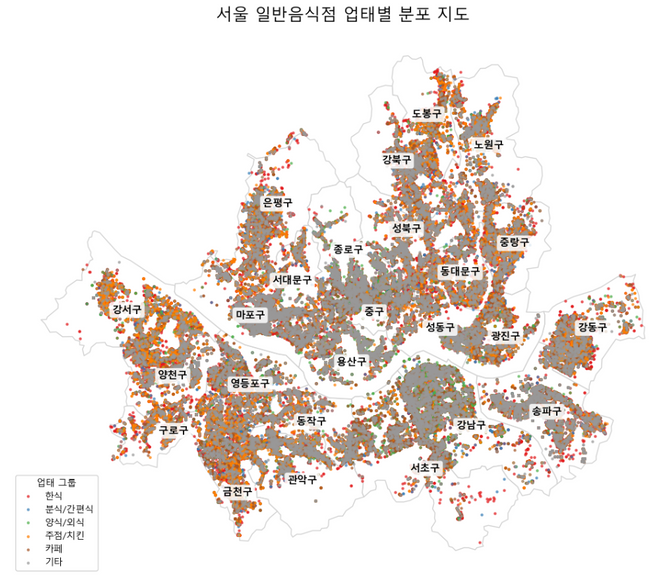 서울 일반음식점 업태별 분포 지도
도봉구
노원구
강북구
은평구
성북구
종로구
중랑구
동대문구
서대문구
강서구
마포구
중구
성동구
광진구
강동구
용산구
양천구
영등포구
송파구
동작구
강남구
구로구
서초구
관악구
금천구
업태 그룹
한식
분식/간편식
양식/외식
주점/치킨
카페
기타